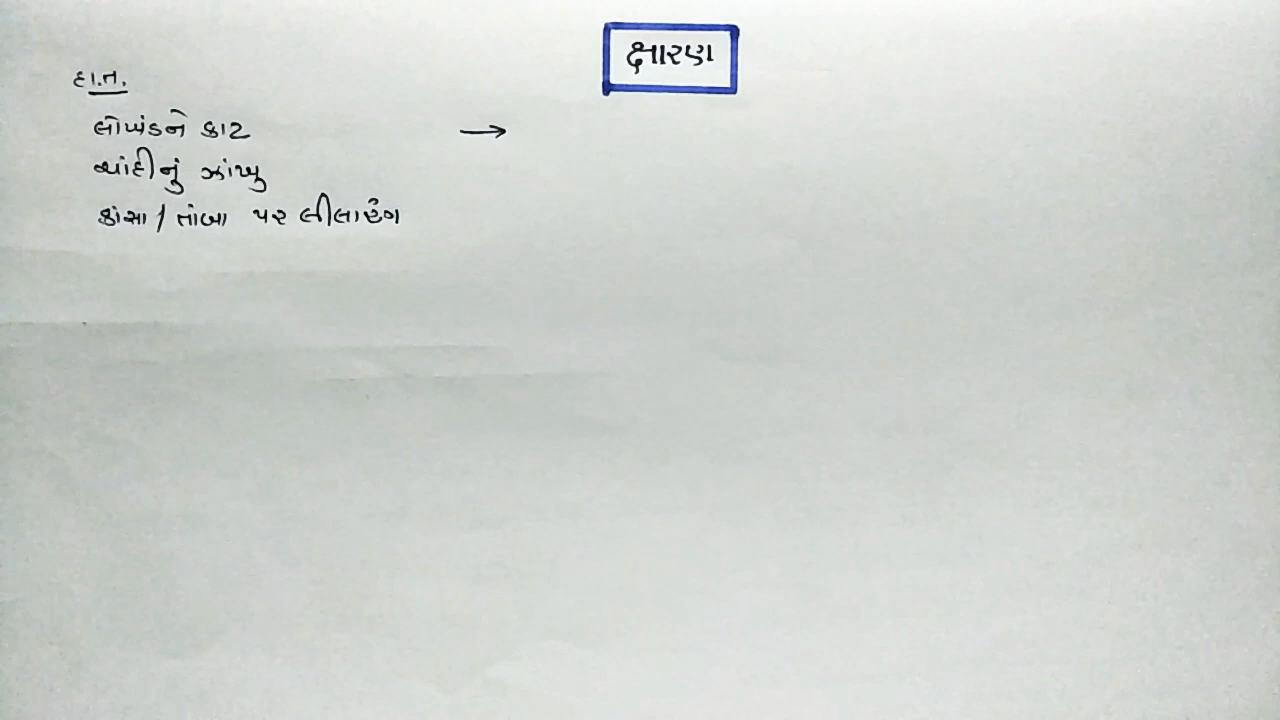 ક્ષારણ
દા.ત.
લોખંડને કાટ →
ચાંદીનું ઝાંખુ
કાંસા / તાંબા પર લીલારંગ